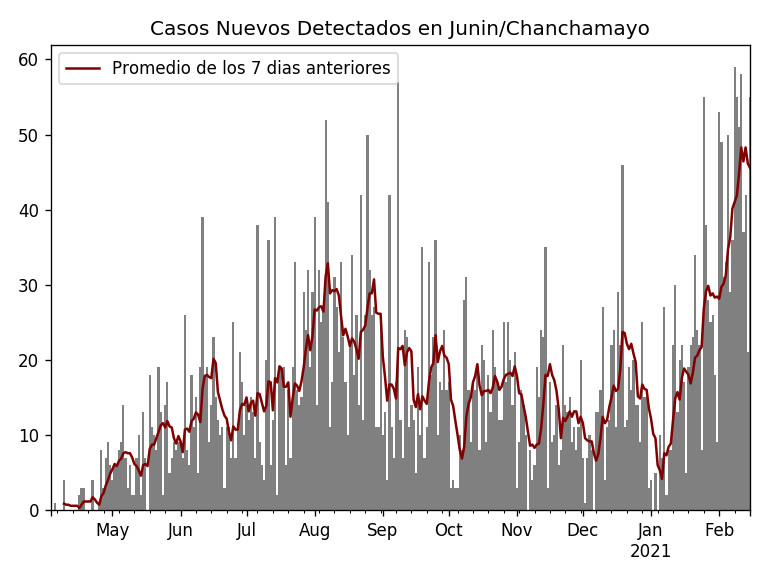 Casos Nuevos Detectados en Junin/Chanchamayo
Promedio de los 7 dias anteriores
60
50
40
30
20
10
0
May Jun Jul Aug Sep Oct Nov Dec Jan Feb
2021